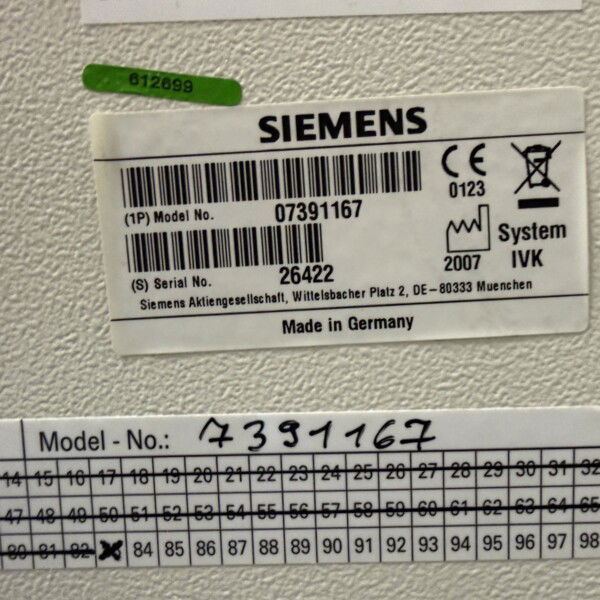 612699
SIEMENS
0123
(1P) Model No. 07391167
(S) Serial No. 26422
2007
System
IVK
Siemens Aktiengesellschaft, Wittelsbacher Platz 2, DE-80333 Muenchen
Made in Germany
Model - No.: 7391167
14 15 16 17 18 19 20 21 22 23 24 25 26 27 28 29 30 31 32
47 48 49 50 51 52 53 54 55 56 57 58 59 60 61 62 63 64 65
80 81 82 84 85 86 87 88 89 90 91 92 93 94 95 96 97 98